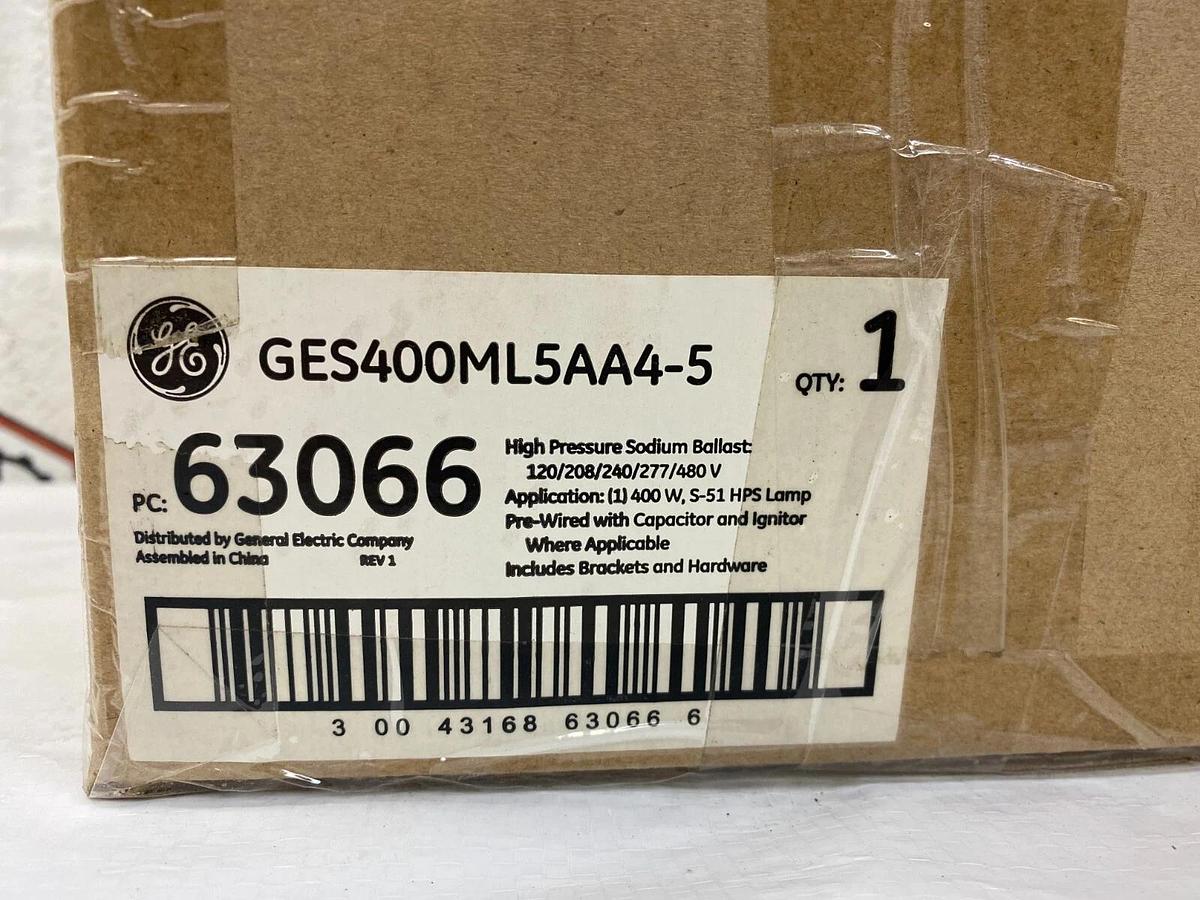 GE
GES400ML5AA4-5
QTY: 1
PC: 63066
Distributed by General Electric Company
Assembled in China REV 1
High Pressure Sodium Ballast:
120/208/240/277/480 V
Application: (1) 400 W, S-51 HPS Lamp
Pre-Wired with Capacitor and Ignitor
Where Applicable
Includes Brackets and Hardware
3 00 43168 63066 6